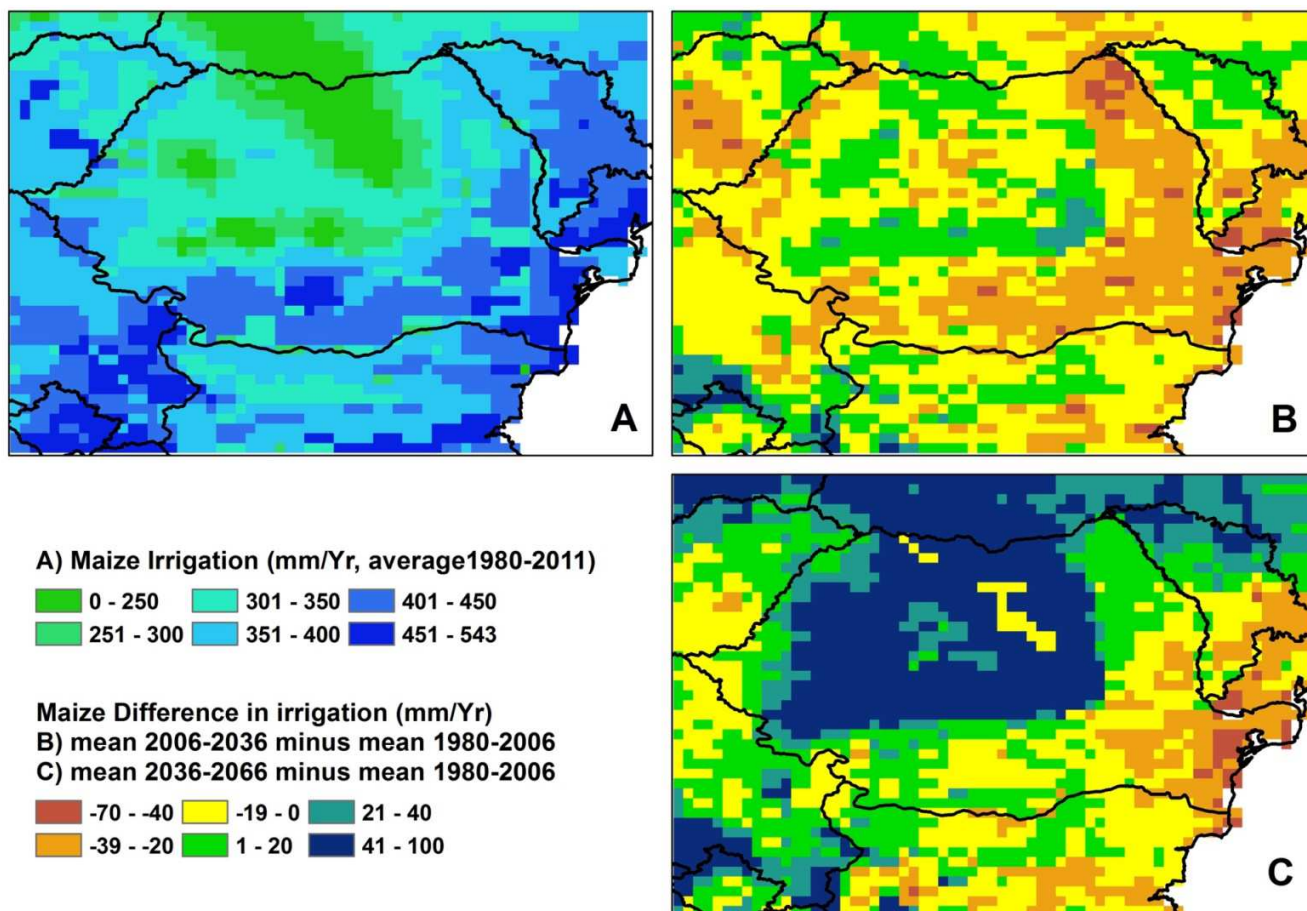 A
B
A) Maize Irrigation (mm/Yr, average1980-2011)
0 - 250
301 - 350
401 - 450
251 - 300
351 - 400
451 - 543
Maize Difference in irrigation (mm/Yr)
B) mean 2006-2036 minus mean 1980-2006
C) mean 2036-2066 minus mean 1980-2006
-70 - -40
-19 - 0
21 - 40
-39 - -20
1 - 20
41 - 100
C